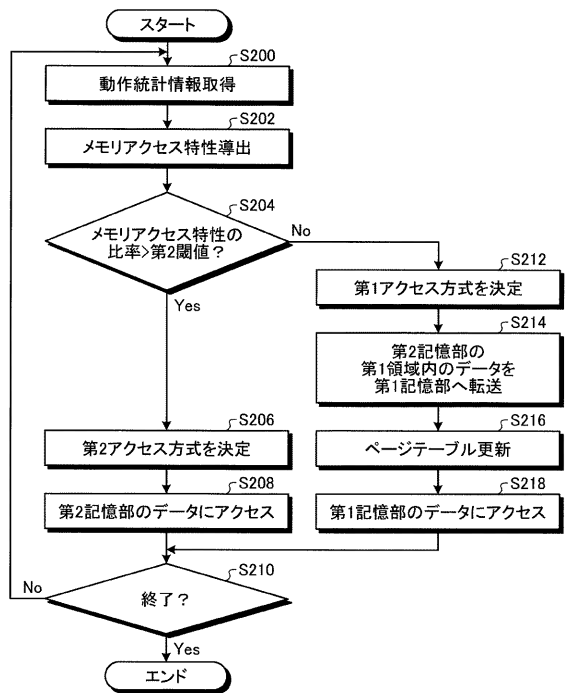 スタート
S200
動作統計情報取得
S202
メモリアクセス特性導出
S204
メモリアクセス特性の
比率>第2閾値？
No
Yes
S212
第1アクセス方式を決定
S214
第2記憶部の
第1領域内のデータを
第1記憶部へ転送
S206
第2アクセス方式を決定
S216
ページテーブル更新
S208
第2記憶部のデータにアクセス
S218
第1記憶部のデータにアクセス
S210
終了？
No
Yes
エンド